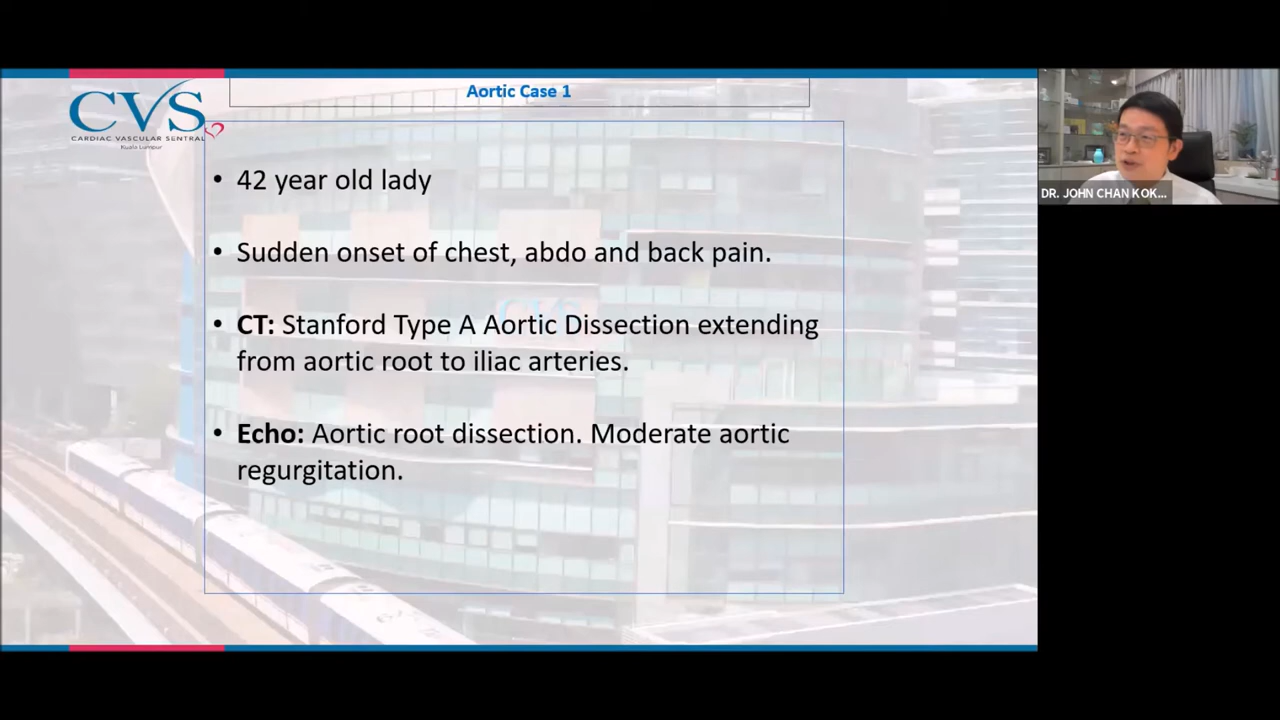 Aortic Case 1
CVS
CARDIAC VASCULAR SENTRAL
Kuala Lumpur
• 42 year old lady
• Sudden onset of chest, abdo and back pain.
• CT: Stanford Type A Aortic Dissection extending
from aortic root to iliac arteries.
• Echo: Aortic root dissection. Moderate aortic
regurgitation.
DR. JOHN CHAN KOK...